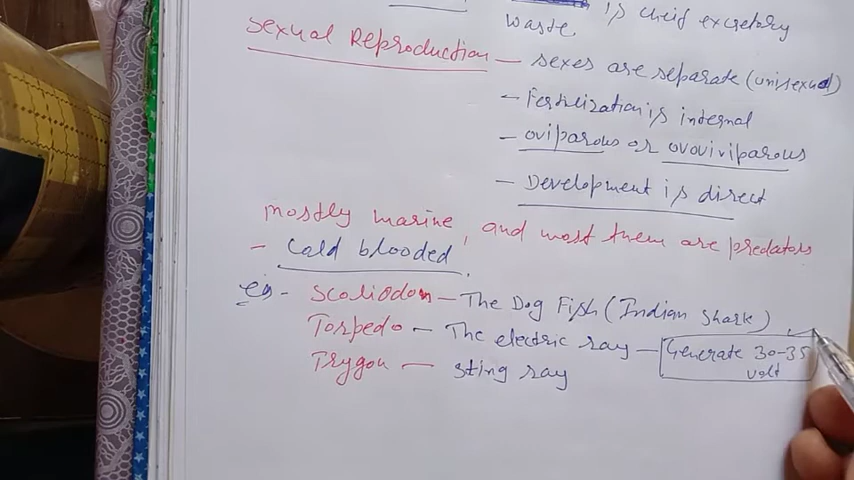 is cheif excretory
waste.
Sexual Reproduction — sexes are separate (unisexual)
- Fertilization is internal
- oviparous or ovoviviparous
- Development is direct
mostly marine, and most them are predators
- Cold blooded
eg - Scoliodon — The Dog Fish (Indian Shark)
Torpedo — The electric ray — Generate 30-35 volt
Trygon — sting ray